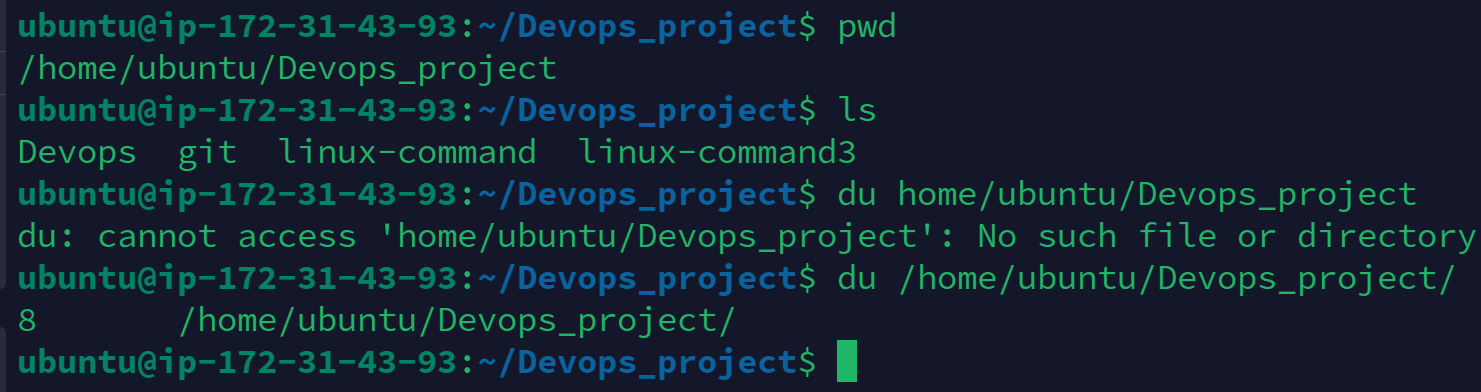 ubuntu@ip-172-31-43-93:~/Devops_project$ pwd
/home/ubuntu/Devops_project
ubuntu@ip-172-31-43-93:~/Devops_project$ ls
Devops  git  linux-command  linux-command3
ubuntu@ip-172-31-43-93:~/Devops_project$ du home/ubuntu/Devops_project
du: cannot access 'home/ubuntu/Devops_project': No such file or directory
ubuntu@ip-172-31-43-93:~/Devops_project$ du /home/ubuntu/Devops_project/
8       /home/ubuntu/Devops_project/
ubuntu@ip-172-31-43-93:~/Devops_project$